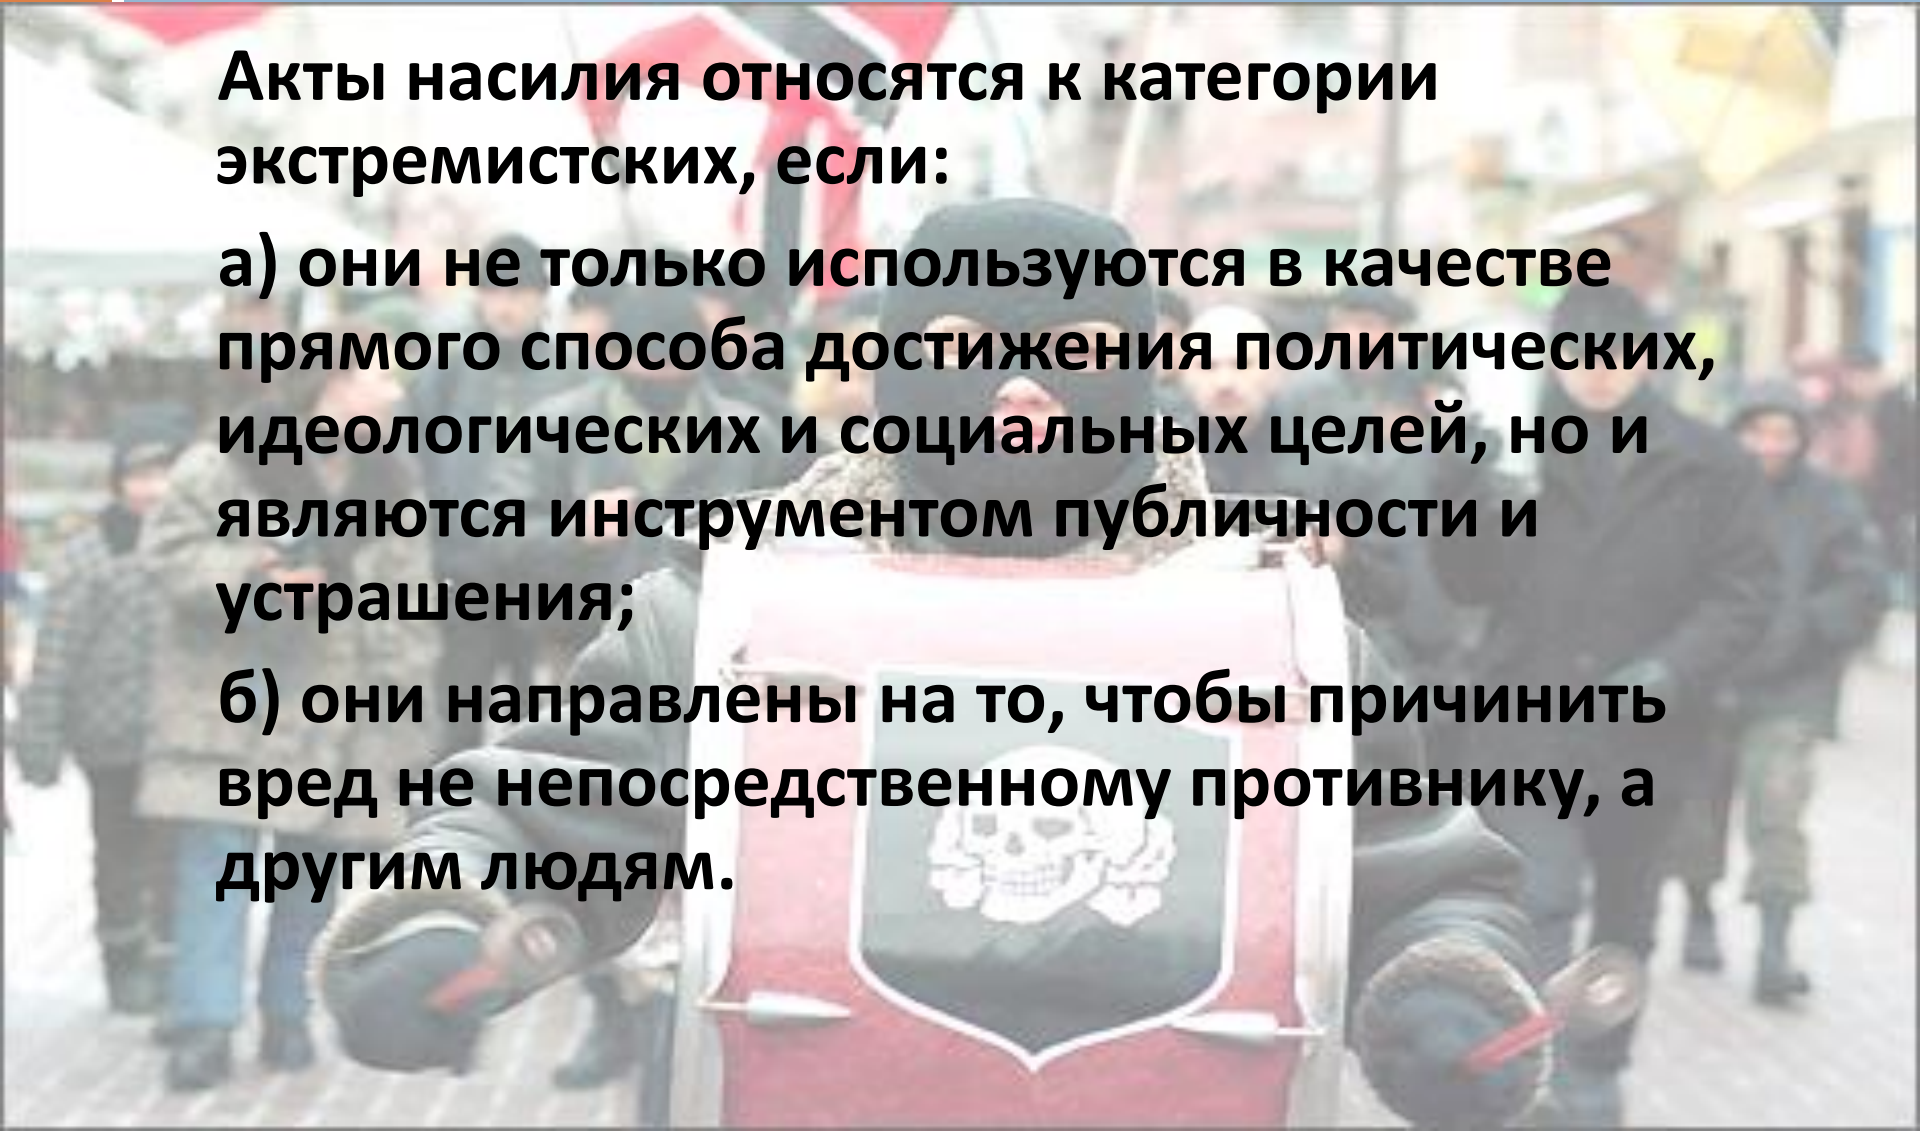 Акты насилия относятся к категории
экстремистских, если:
а) они не только используются в качестве
прямого способа достижения политических,
идеологических и социальных целей, но и
являются инструментом публичности и
устрашения;
б) они направлены на то, чтобы причинить
вред не непосредственному противнику, а
другим людям.